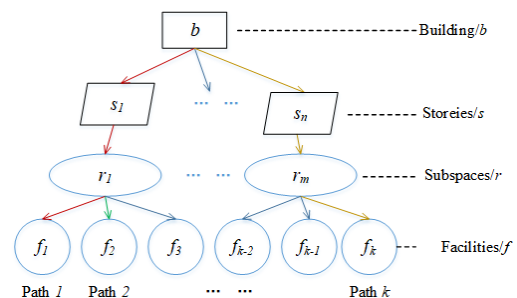 b Building/b
s1 ... ... sn Storeies/s
r1 ... ... rm Subspaces/r
f1 f2 f3 fk-2 fk-1 fk Facilities/f
Path 1 Path 2 ... ... Path k